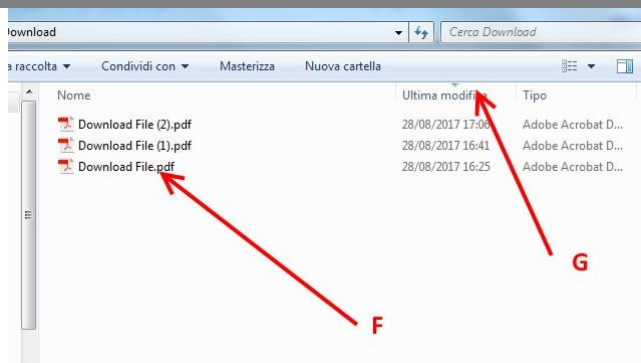 Download
Cerca Download
a raccolta
Condividi con
Masterizza
Nuova cartella
Nome
Ultima modifica
Tipo
Download File (2).pdf
28/08/2017 17:06
Adobe Acrobat D...
Download File (1).pdf
28/08/2017 16:41
Adobe Acrobat D...
Download File.pdf
28/08/2017 16:25
Adobe Acrobat D...
G
F